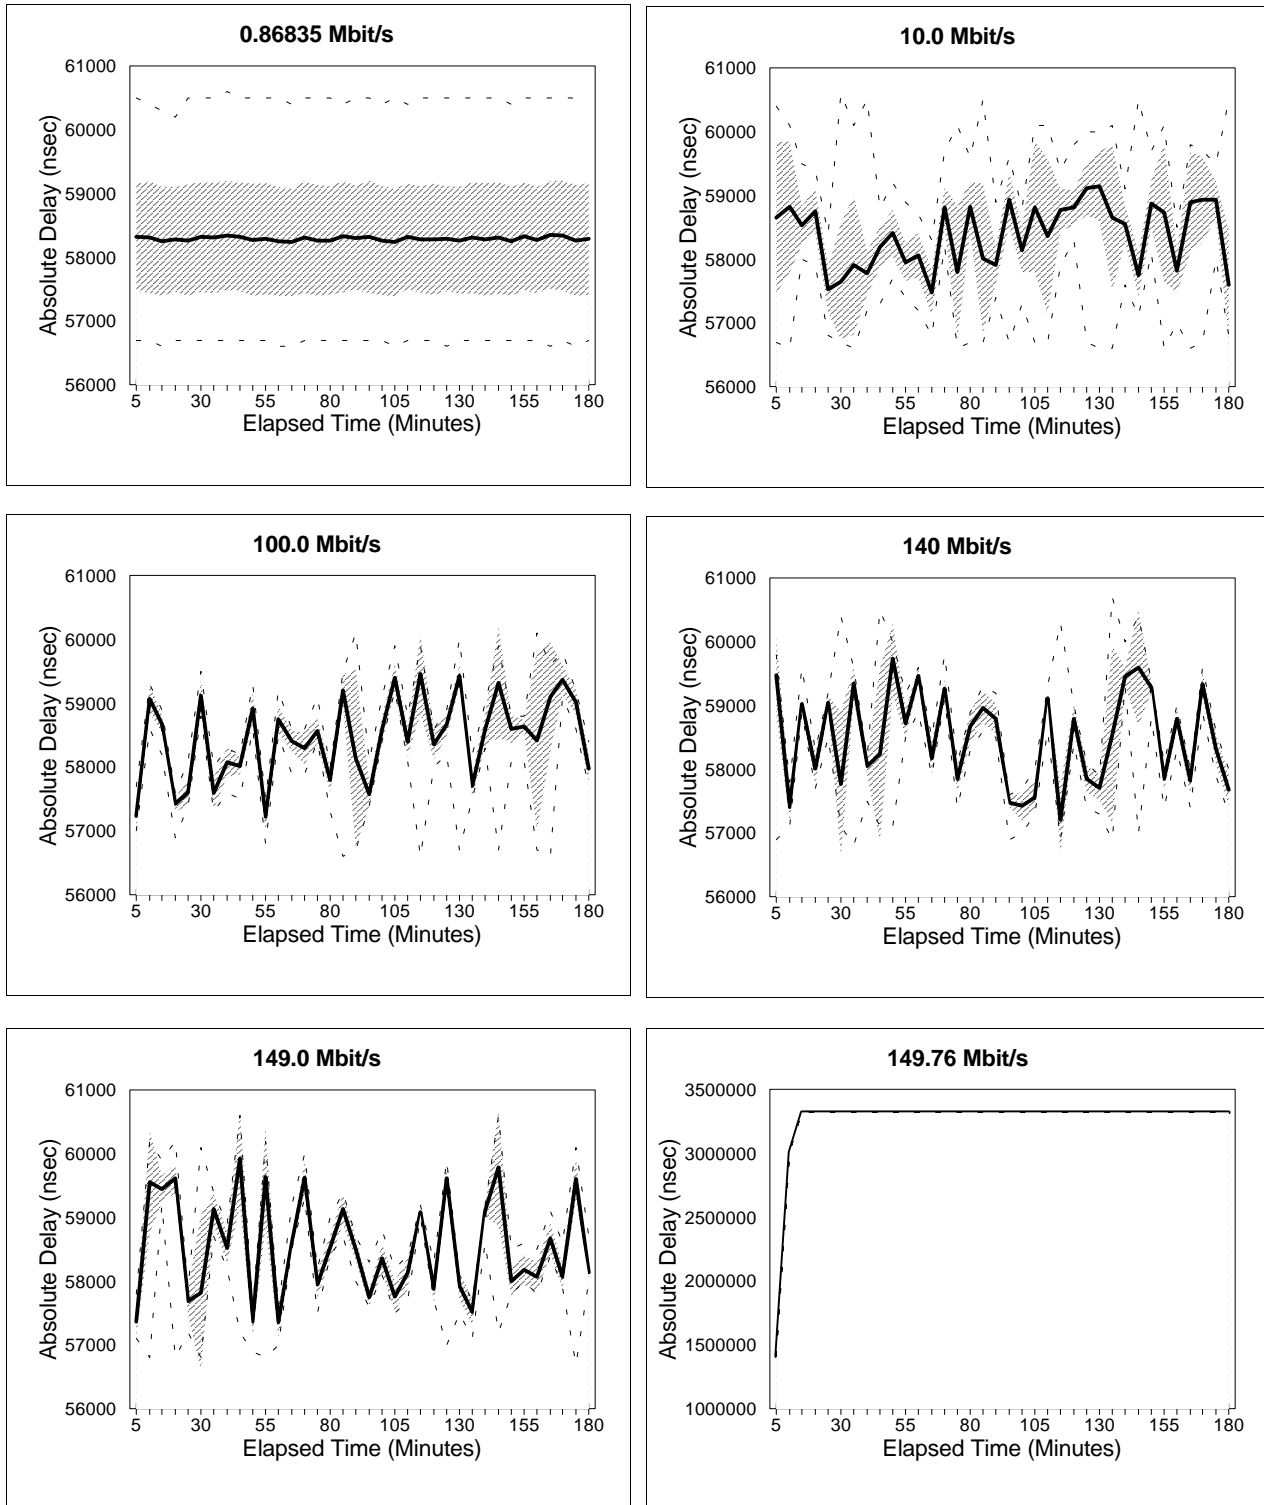 0.86835 Mbit/s
61000
60000
59000
58000
57000
56000
Absolute Delay (nsec)
5 30 55 80 105 130 155 180
Elapsed Time (Minutes)
10.0 Mbit/s
61000
60000
59000
58000
57000
56000
Absolute Delay (nsec)
5 30 55 80 105 130 155 180
Elapsed Time (Minutes)
100.0 Mbit/s
61000
60000
59000
58000
57000
56000
Absolute Delay (nsec)
5 30 55 80 105 130 155 180
Elapsed Time (Minutes)
140 Mbit/s
61000
60000
59000
58000
57000
56000
Absolute Delay (nsec)
5 30 55 80 105 130 155 180
Elapsed Time (Minutes)
149.0 Mbit/s
61000
60000
59000
58000
57000
56000
Absolute Delay (nsec)
5 30 55 80 105 130 155 180
Elapsed Time (Minutes)
149.76 Mbit/s
3500000
3000000
2500000
2000000
1500000
1000000
Absolute Delay (nsec)
5 30 55 80 105 130 155 180
Elapsed Time (Minutes)